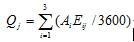 Q_j = \sum_{i=1}^{3} (A_i E_{ij} / 3600)